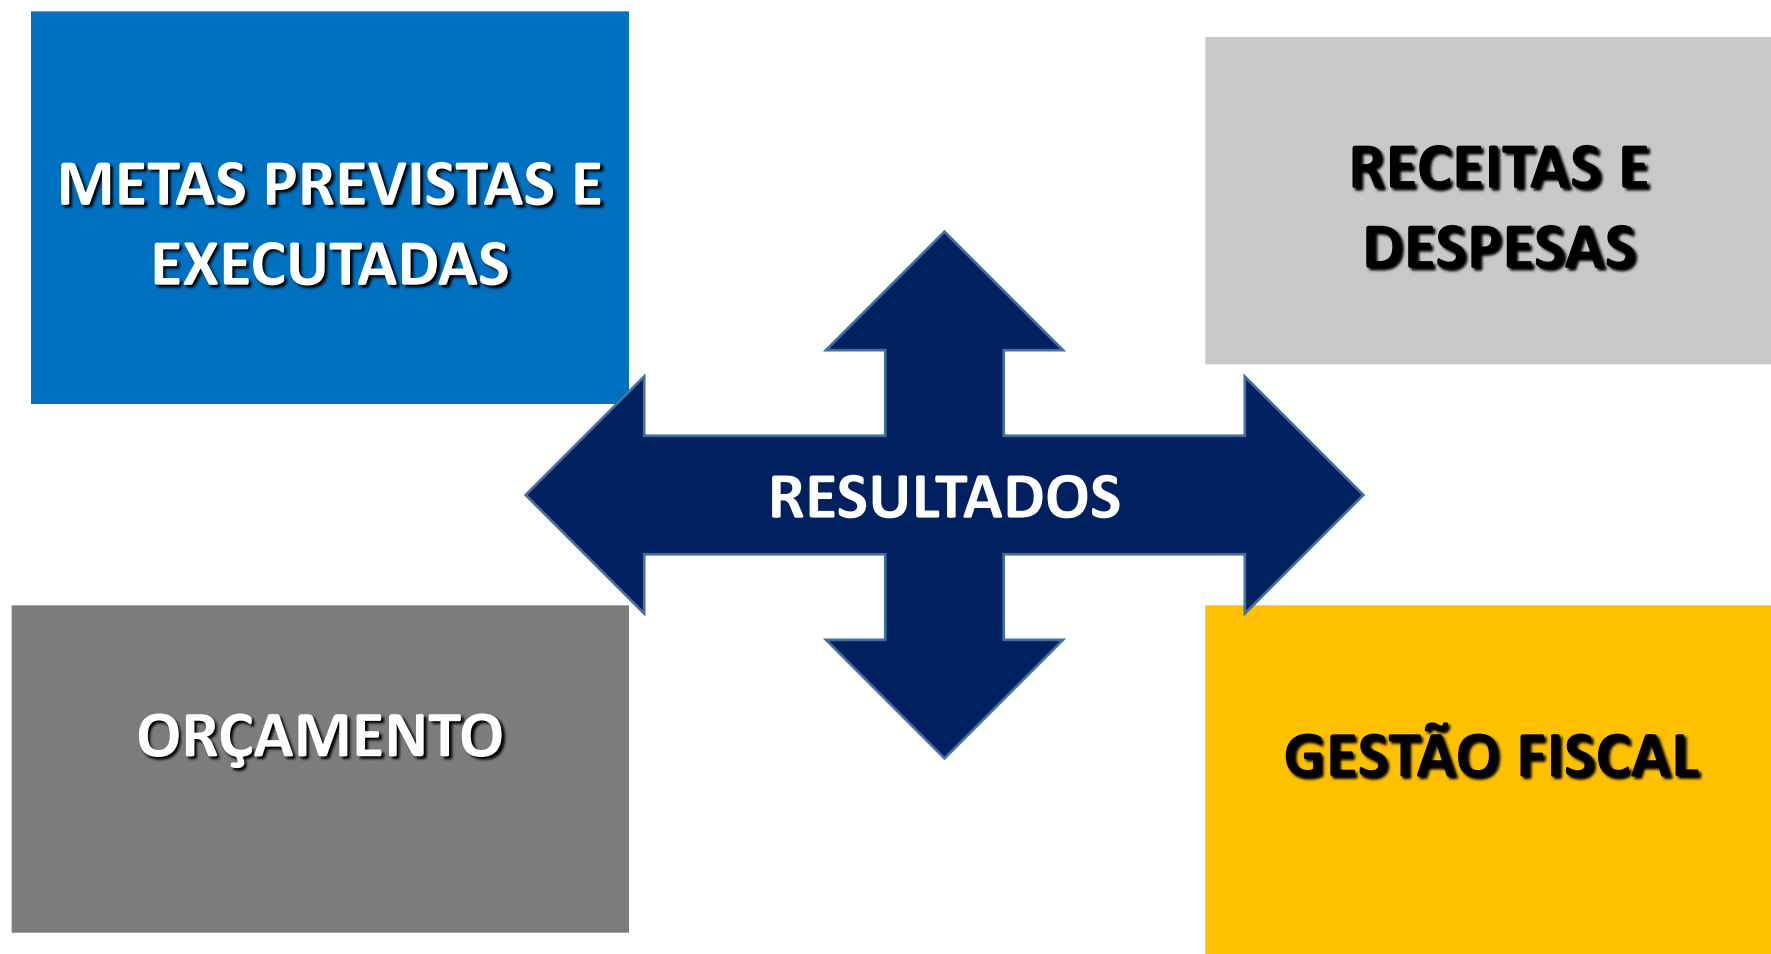 METAS PREVISTAS E
EXECUTADAS
RECEITAS E
DESPESAS
RESULTADOS
ORÇAMENTO
GESTÃO FISCAL